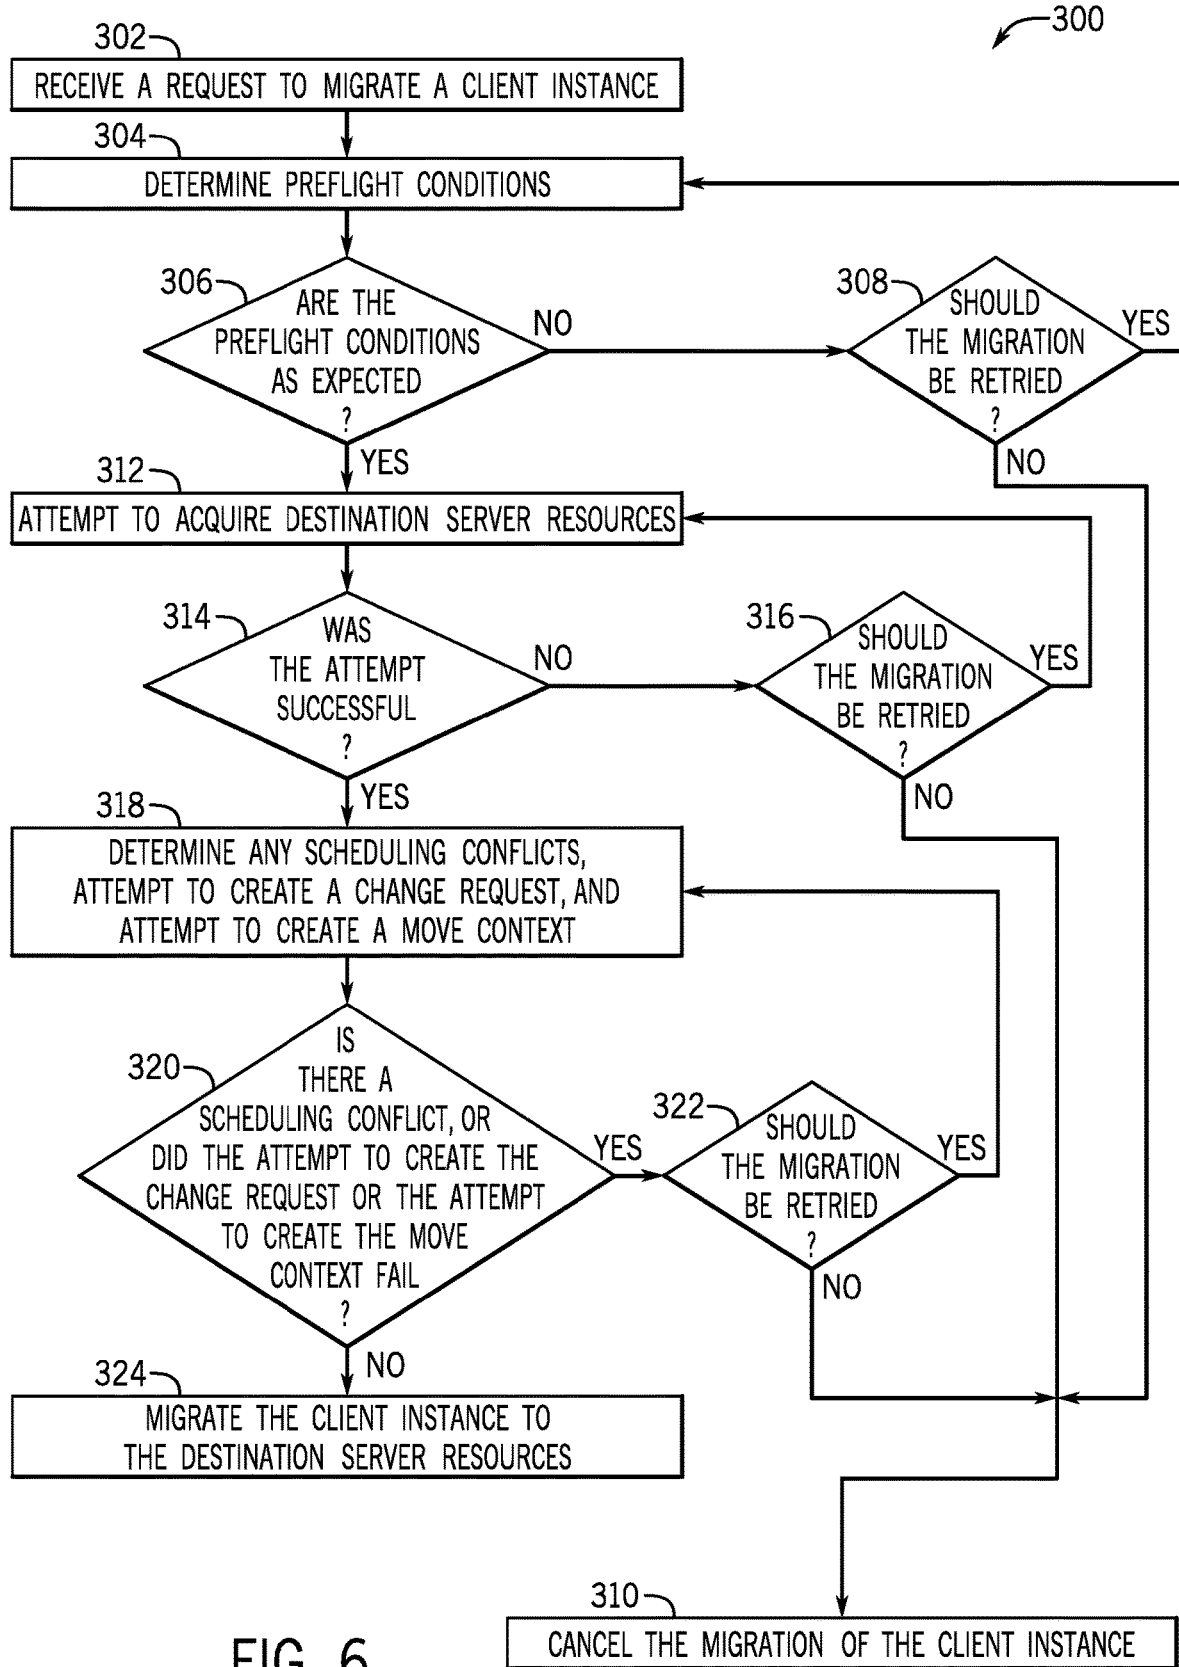 300
302
RECEIVE A REQUEST TO MIGRATE A CLIENT INSTANCE
304
DETERMINE PREFLIGHT CONDITIONS
306
ARE THE
PREFLIGHT CONDITIONS
AS EXPECTED
?
NO
YES
308
SHOULD
THE MIGRATION
BE RETRIED
?
YES
NO
312
ATTEMPT TO ACQUIRE DESTINATION SERVER RESOURCES
314
WAS
THE ATTEMPT
SUCCESSFUL
?
NO
YES
316
SHOULD
THE MIGRATION
BE RETRIED
?
YES
NO
318
DETERMINE ANY SCHEDULING CONFLICTS,
ATTEMPT TO CREATE A CHANGE REQUEST, AND
ATTEMPT TO CREATE A MOVE CONTEXT
320
IS
THERE A
SCHEDULING CONFLICT, OR
DID THE ATTEMPT TO CREATE THE
CHANGE REQUEST OR THE ATTEMPT
TO CREATE THE MOVE
CONTEXT FAIL
?
YES
NO
322
SHOULD
THE MIGRATION
BE RETRIED
?
YES
NO
324
MIGRATE THE CLIENT INSTANCE TO
THE DESTINATION SERVER RESOURCES
310
CANCEL THE MIGRATION OF THE CLIENT INSTANCE
FIG. 6